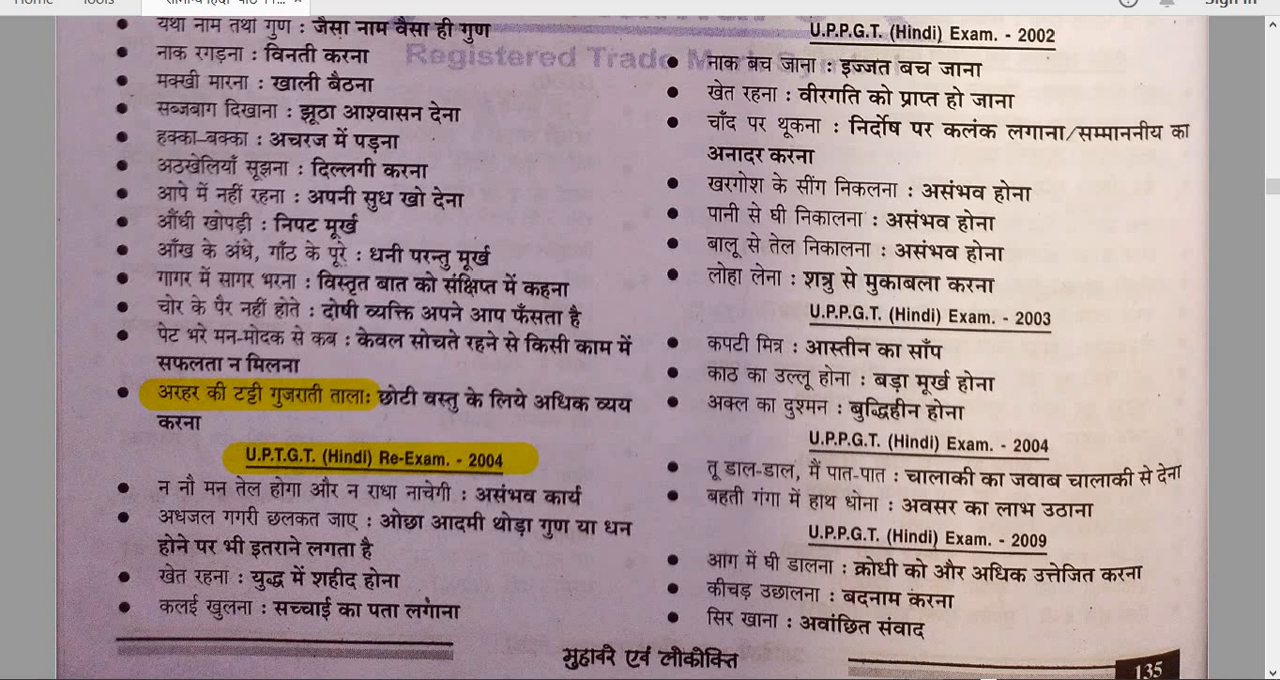 Home
Tools
यथा नाम तथा गुण : जैसा नाम वैसा ही गुण
नाक रगड़ना : विनती करना
मक्खी मारना : खाली बैठना
सब्जबाग दिखाना : झूठा आश्वासन देना
हक्का–बक्का : अचरज में पड़ना
अठखेलियाँ सूझना : दिल्लगी करना
आपे में नहीं रहना : अपनी सुध खो देना
औंधी खोपड़ी : निपट मूर्ख
आँख के अंधे, गाँठ के पूरे : धनी परन्तु मूर्ख
गागर में सागर भरना : विस्तृत बात को संक्षिप्त में कहना
चोर के पैर नहीं होते : दोषी व्यक्ति अपने आप फँसता है
पेट भरे मन-मोदक से कब : केवल सोचते रहने से किसी काम में
सफलता न मिलना
अरहर की टट्टी गुजराती तालाः छोटी वस्तु के लिये अधिक व्यय
करना
U.P.T.G.T. (Hindi) Re-Exam. - 2004
न नौ मन तेल होगा और न राधा नाचेगी : असंभव कार्य
अधजल गगरी छलकत जाए : ओछा आदमी थोड़ा गुण या धन
होने पर भी इतराने लगता है
खेत रहना : युद्ध में शहीद होना
कलई खुलना : सच्चाई का पता लगाना
U.P.P.G.T. (Hindi) Exam. - 2002
Registered Trade Mark Symbol
नाक बच जाना : इज्जत बच जाना
खेत रहना : वीरगति को प्राप्त हो जाना
चाँद पर थूकना : निर्दोष पर कलंक लगाना/सम्माननीय का
अनादर करना
खरगोश के सींग निकलना : असंभव होना
पानी से घी निकालना : असंभव होना
बालू से तेल निकालना : असंभव होना
लोहा लेना : शत्रु से मुकाबला करना
U.P.P.G.T. (Hindi) Exam. - 2003
कपटी मित्र : आस्तीन का साँप
काठ का उल्लू होना : बड़ा मूर्ख होना
अक्ल का दुश्मन : बुद्धिहीन होना
U.P.P.G.T. (Hindi) Exam. - 2004
तू डाल-डाल, मैं पात-पात : चालाकी का जवाब चालाकी से देना
बहती गंगा में हाथ धोना : अवसर का लाभ उठाना
U.P.P.G.T. (Hindi) Exam. - 2009
आग में घी डालना : क्रोधी को और अधिक उत्तेजित करना
कीचड़ उछालना : बदनाम करना
सिर खाना : अवांछित संवाद
मुहावरे एवं लोकोक्ति
135